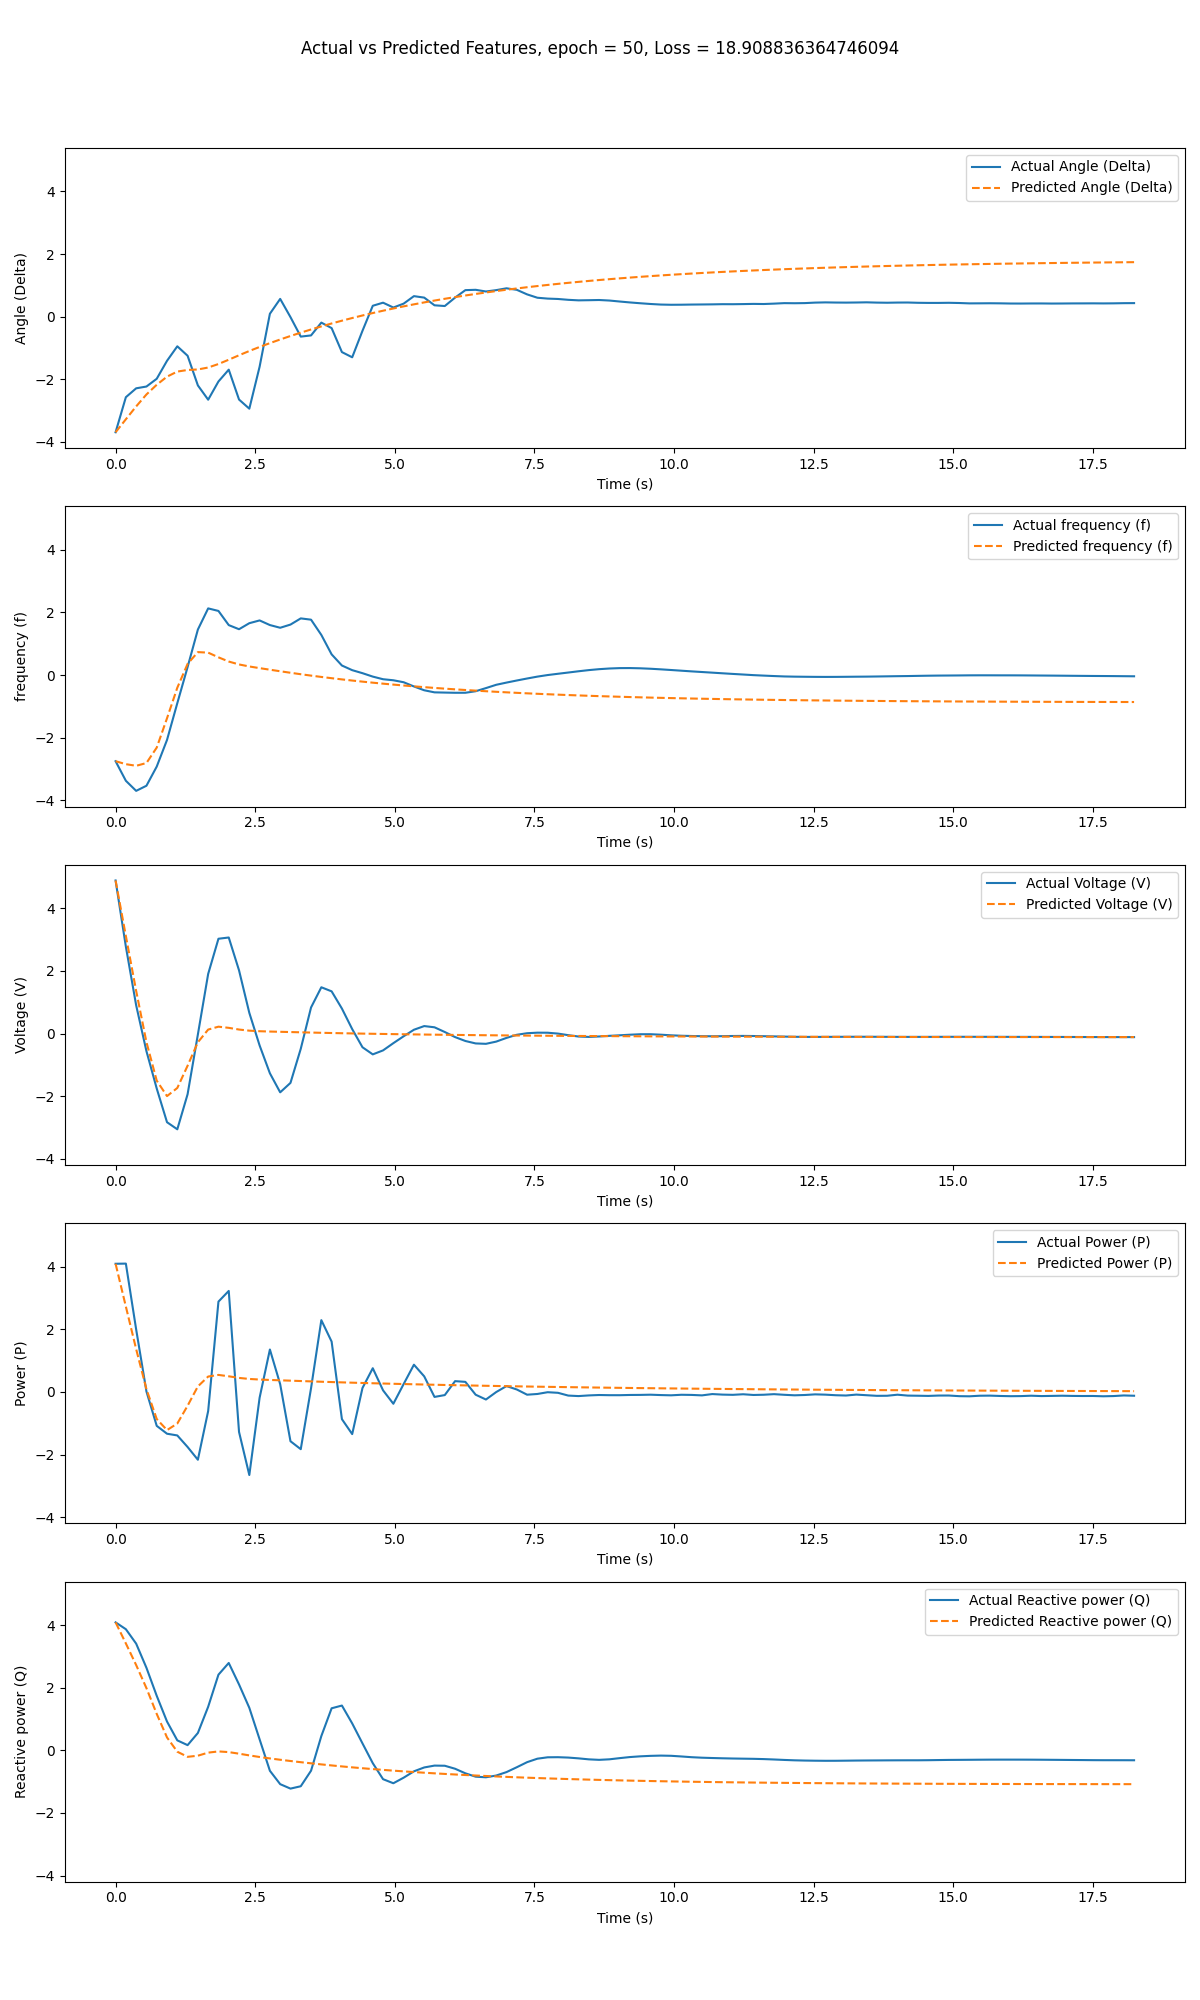 Actual vs Predicted Features, epoch = 50, Loss = 18.908836364746094
Actual Angle (Delta)
Predicted Angle (Delta)
Angle (Delta)
4
2
0
−2
−4
0.0 2.5 5.0 7.5 10.0 12.5 15.0 17.5
Time (s)
Actual frequency (f)
Predicted frequency (f)
frequency (f)
4
2
0
−2
−4
0.0 2.5 5.0 7.5 10.0 12.5 15.0 17.5
Time (s)
Actual Voltage (V)
Predicted Voltage (V)
Voltage (V)
4
2
0
−2
−4
0.0 2.5 5.0 7.5 10.0 12.5 15.0 17.5
Time (s)
Actual Power (P)
Predicted Power (P)
Power (P)
4
2
0
−2
−4
0.0 2.5 5.0 7.5 10.0 12.5 15.0 17.5
Time (s)
Actual Reactive power (Q)
Predicted Reactive power (Q)
Reactive power (Q)
4
2
0
−2
−4
0.0 2.5 5.0 7.5 10.0 12.5 15.0 17.5
Time (s)